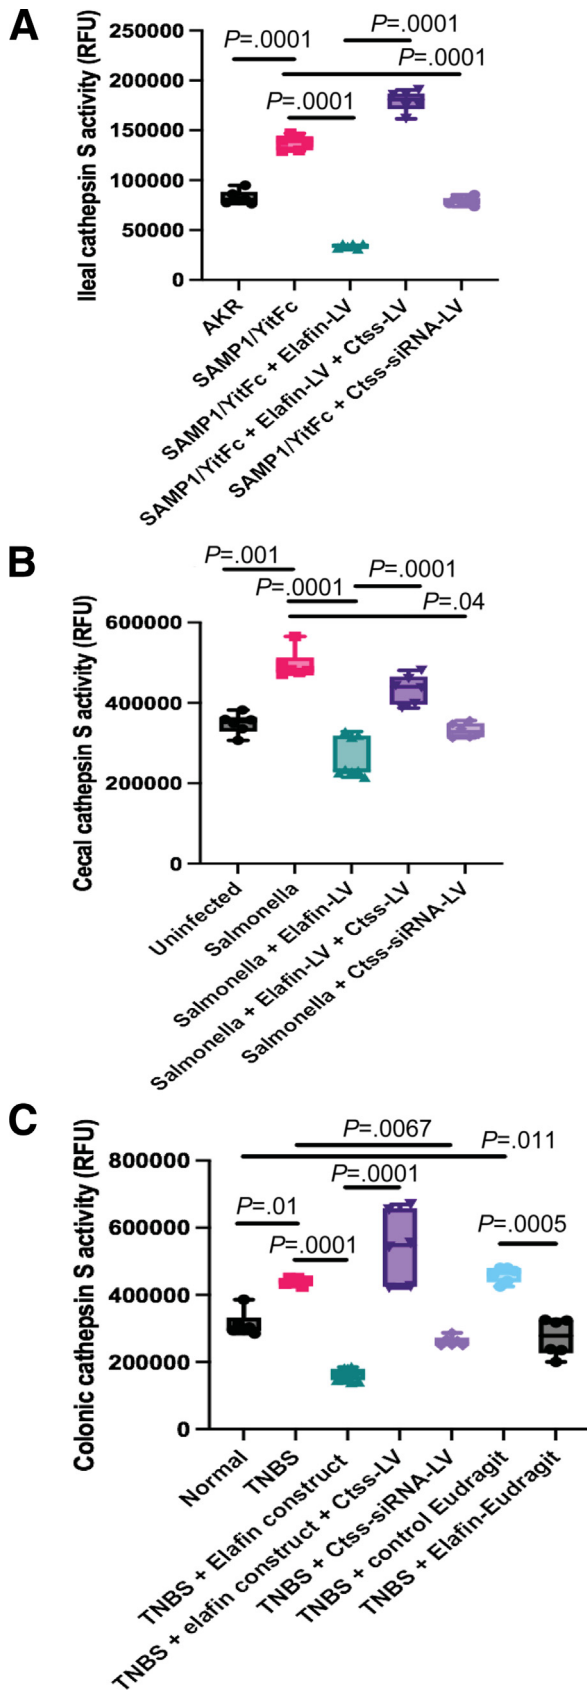 A
Ileal cathepsin S activity (RFU)
250000
200000
150000
100000
50000
0
P=.0001
P=.0001
P=.0001
P=.0001
AKR
SAMP1/YitFc
SAMP1/YitFc + Elafin-LV
SAMP1/YitFc + Elafin-LV + Ctss-LV
SAMP1/YitFc + Ctss-siRNA-LV
B
Cecal cathepsin S activity (RFU)
600000
400000
200000
0
P=.001
P=.0001
P=.0001
P=.04
Uninfected
Salmonella
Salmonella + Elafin-LV
Salmonella + Elafin-LV + Ctss-LV
Salmonella + Ctss-siRNA-LV
C
Colonic cathepsin S activity (RFU)
800000
600000
400000
200000
0
P=.0067
P=.011
P=.0001
P=.01
P=.0005
P=.0001
Normal
TNBS
TNBS + Elafin construct
TNBS + elafin construct + Ctss-LV
TNBS + Ctss-siRNA-LV
TNBS + control Eudragit
TNBS + Elafin-Eudragit